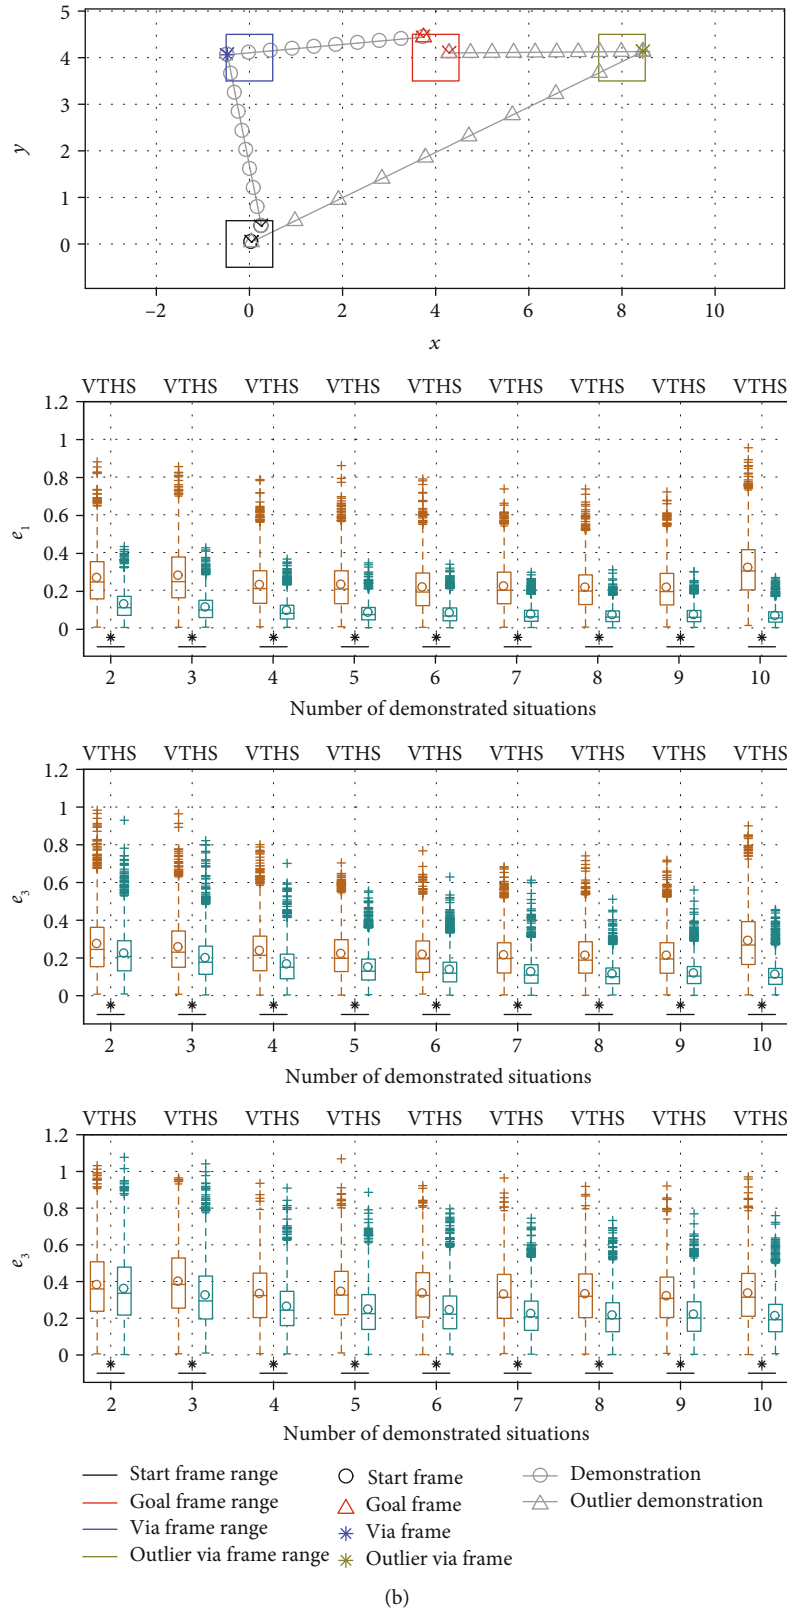 5
4
3
2
1
0
y
−2 0 2 4 6 8 10
x
VTHS VTHS VTHS VTHS VTHS VTHS VTHS VTHS VTHS
1.2
1
0.8
0.6
0.4
0.2
0
e1
* * * * * * * * *
2 3 4 5 6 7 8 9 10
Number of demonstrated situations
VTHS VTHS VTHS VTHS VTHS VTHS VTHS VTHS VTHS
1.2
1
0.8
0.6
0.4
0.2
0
e3
* * * * * * * * *
2 3 4 5 6 7 8 9 10
Number of demonstrated situations
VTHS VTHS VTHS VTHS VTHS VTHS VTHS VTHS VTHS
1.2
1
0.8
0.6
0.4
0.2
0
e3
* * * * * * * * *
2 3 4 5 6 7 8 9 10
Number of demonstrated situations
Start frame range
Goal frame range
Via frame range
Outlier via frame range
Start frame
Goal frame
Via frame
Outlier via frame
Demonstration
Outlier demonstration
(b)